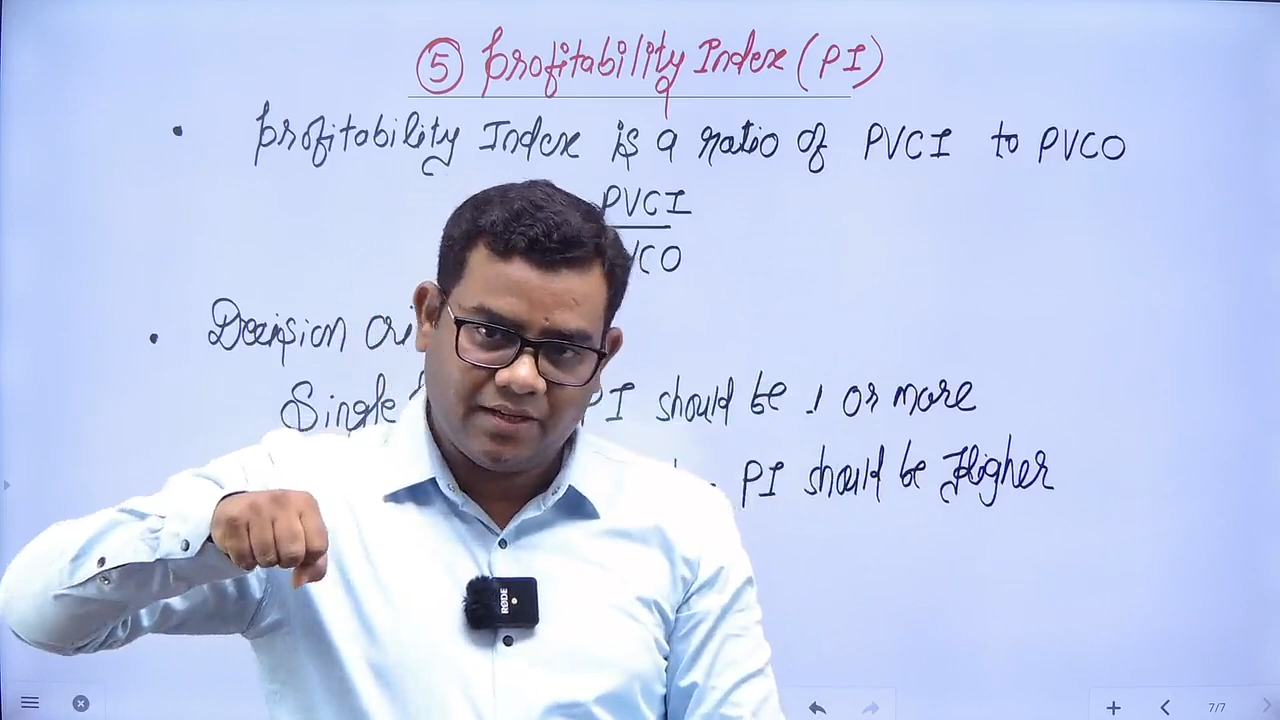 ⑤ Profitability Index (PI)
• Profitability Index is a ratio of PVCI to PVCO
PVCI
• Decision
Single PI should be 1 or more
PI should be Higher
RØDE
7/7